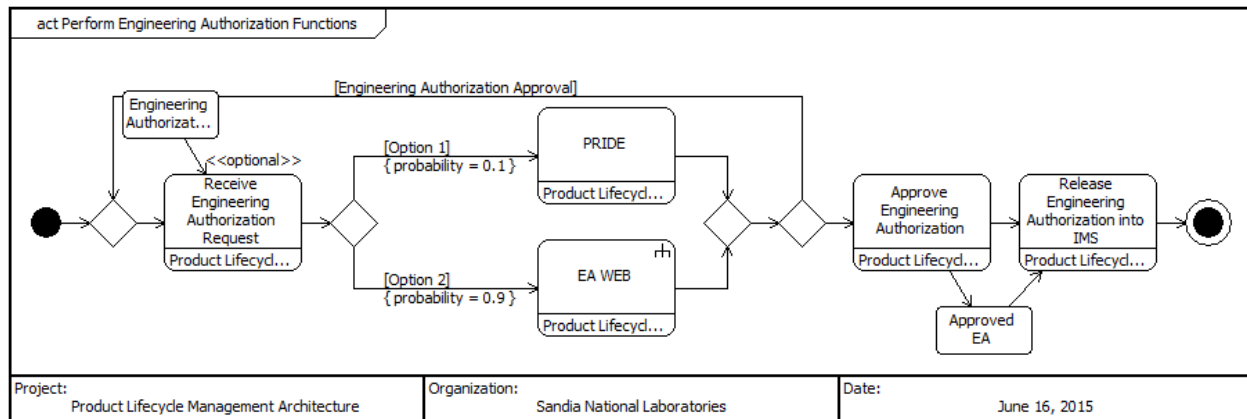 act Perform Engineering Authorization Functions
[Engineering Authorization Approval]
Engineering
Authorizat...
<<optional>>
Receive
Engineering
Authorization
Request
Product Lifecycl...
[Option 1]
{ probability = 0.1 }
PRIDE
Product Lifecycl...
[Option 2]
{ probability = 0.9 }
EA WEB
Product Lifecycl...
Approve
Engineering
Authorization
Product Lifecycl...
Release
Engineering
Authorization into
IMS
Product Lifecycl...
Approved
EA
Project:
Product Lifecycle Management Architecture
Organization:
Sandia National Laboratories
Date:
June 16, 2015